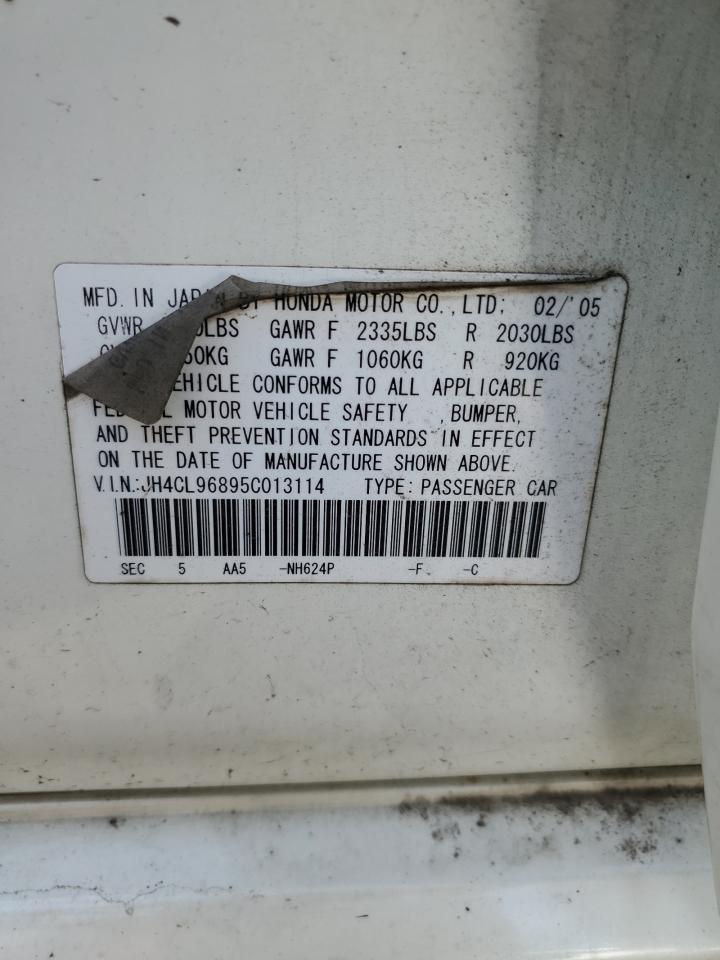 MFD. IN JAPAN BY HONDA MOTOR CO., LTD; 02/'05
GVWR LBS GAWR F 2335LBS R 2030LBS
KG GAWR F 1060KG R 920KG
VEHICLE CONFORMS TO ALL APPLICABLE
FEDERAL MOTOR VEHICLE SAFETY , BUMPER,
AND THEFT PREVENTION STANDARDS IN EFFECT
ON THE DATE OF MANUFACTURE SHOWN ABOVE.
V.I.N.:JH4CL96895C013114 TYPE: PASSENGER CAR
SEC 5 AA5 -NH624P -F -C